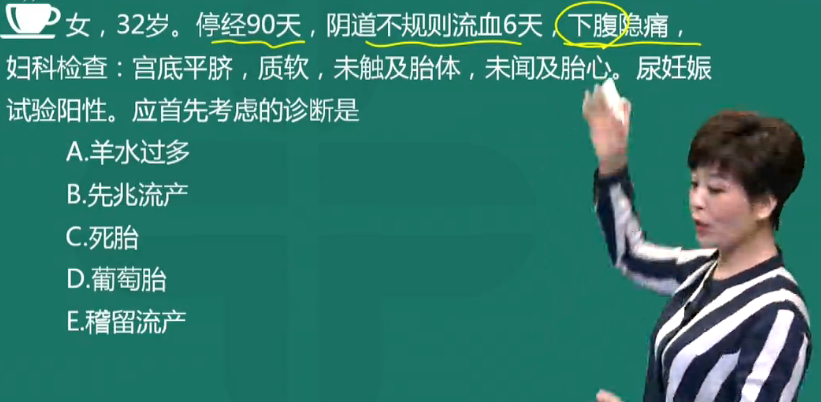 女，32岁。停经90天，阴道不规则流血6天，下腹隐痛，
妇科检查：宫底平脐，质软，未触及胎体，未闻及胎心。尿妊娠
试验阳性。应首先考虑的诊断是
A.羊水过多
B.先兆流产
C.死胎
D.葡萄胎
E.稽留流产